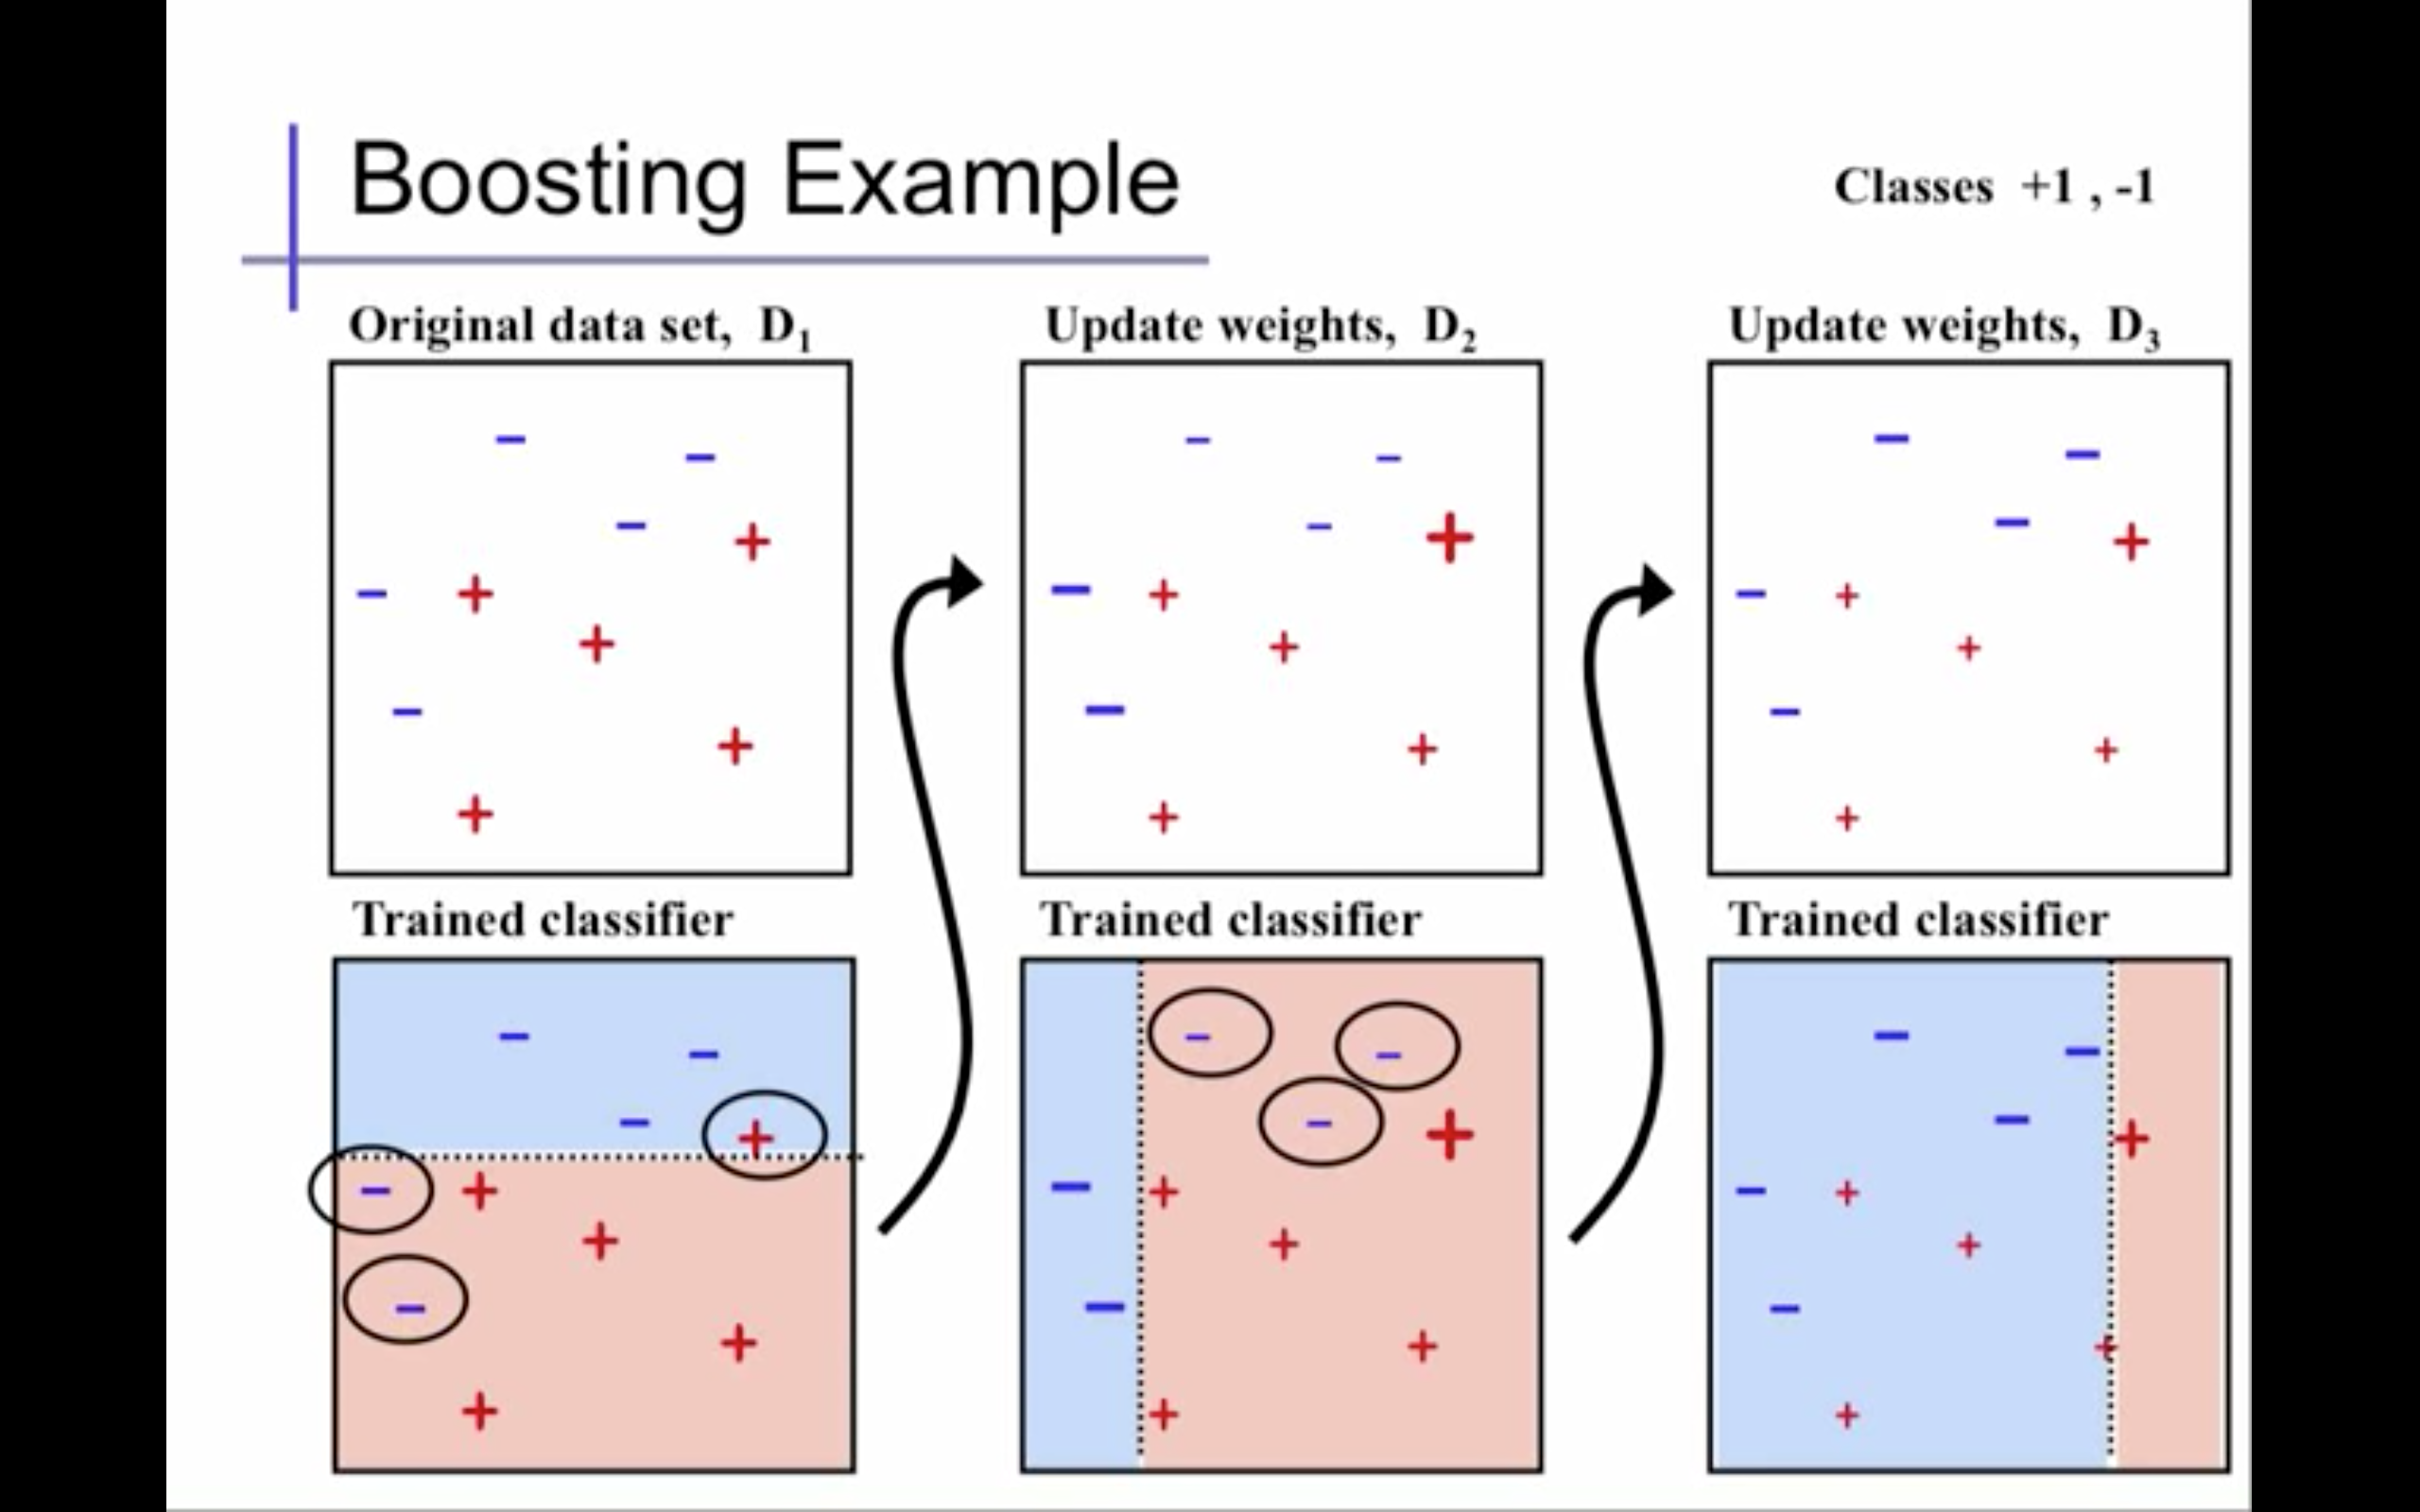 Boosting Example
Classes +1 , -1
Original data set, D₁
Update weights, D₂
Update weights, D₃
Trained classifier
Trained classifier
Trained classifier